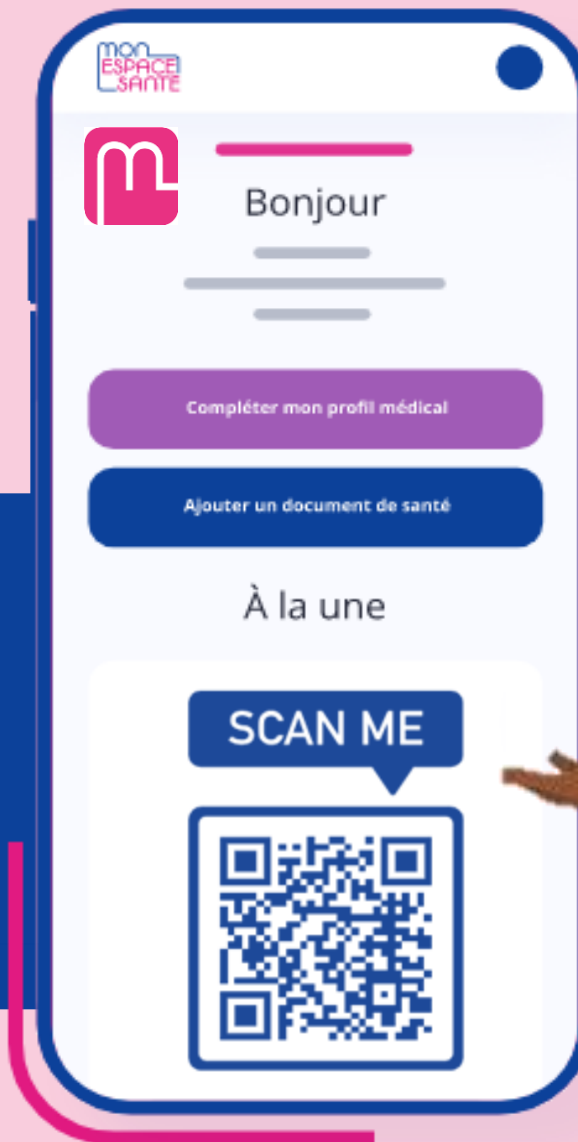 mon
ESPACE
SANTÉ
Bonjour
Compléter mon profil médical
Ajouter un document de santé
À la une
SCAN ME